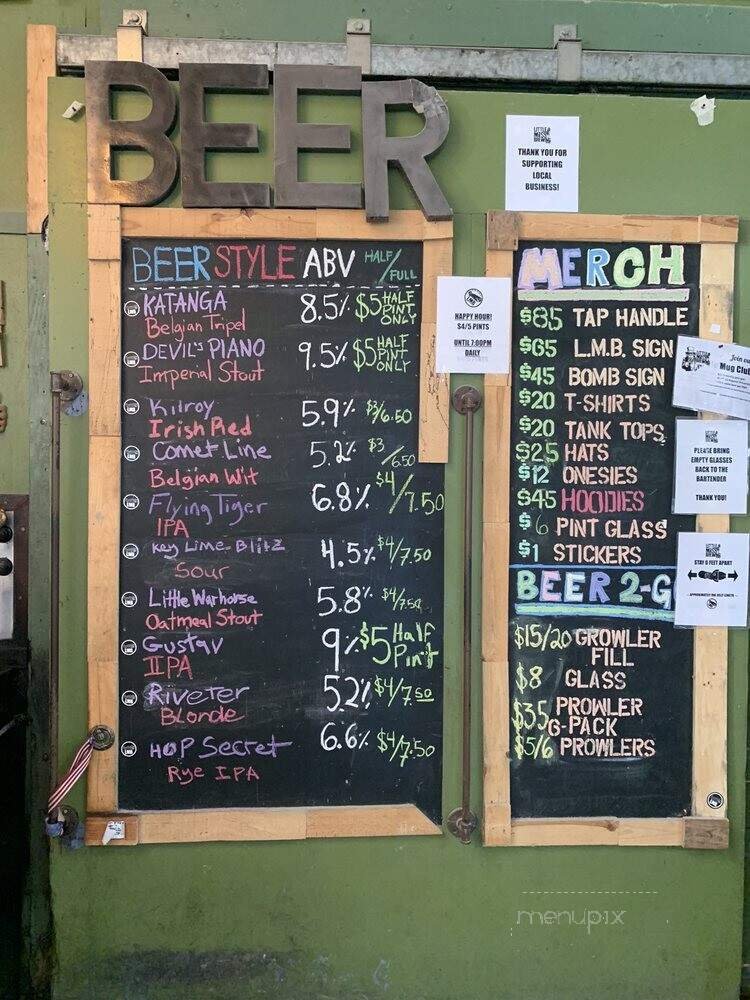 BEER
BEER STYLE ABV HALF/FULL
KATANGA 8.5% $5 HALF PINT ONLY
Belgian Tripel
DEVIL'S PIANO 9.5% $5 HALF PINT ONLY
Imperial Stout
Kilroy 5.9% $3/6.50
Irish Red
Comet Line 5.2% $3/6.50
Belgian Wit
Flying Tiger 6.8% $4/7.50
IPA
Key Lime Blitz 4.5% $4/7.50
Sour
Little Warhorse 5.8% $4/7.50
Oatmeal Stout
Gustav 9% $5 Half Pint
IIPA
Riveter 5.2% $4/7.50
Blonde
HOP Secret 6.6% $4/7.50
Rye IPA
THANK YOU FOR
SUPPORTING
LOCAL
BUSINESS!
HAPPY HOUR!
$4/5 PINTS
UNTIL 7:00PM
DAILY
MERCH
$85 TAP HANDLE
$65 L.M.B. SIGN
$45 BOMB SIGN
$20 T-SHIRTS
$20 TANK TOPS
$25 HATS
$12 ONESIES
$45 HOODIES
$6 PINT GLASS
$1 STICKERS
BEER 2-G
$15/20 GROWLER
FILL
$8 GLASS
$35 PROWLER
6-PACK
$5/6 PROWLERS
Join our
Mug Clu
PLEASE BRING
EMPTY GLASSES
BACK TO THE
BARTENDER
THANK YOU!
STAY 6 FEET APART
menupix